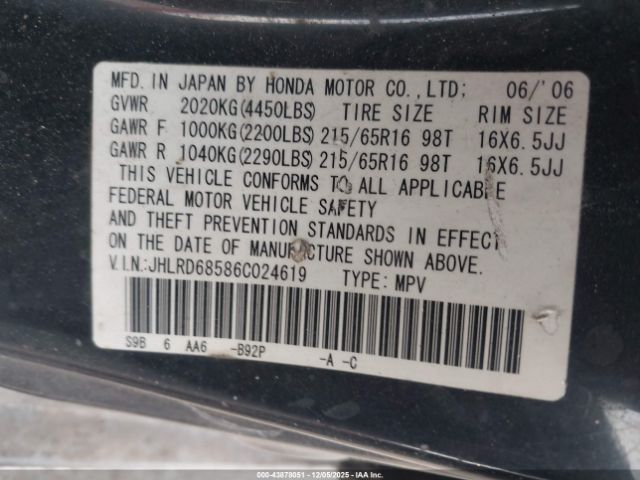 MFD. IN JAPAN BY HONDA MOTOR CO.,LTD; 06/'06
GVWR 2020KG(4450LBS) TIRE SIZE RIM SIZE
GAWR F 1000KG(2200LBS) 215/65R16 98T 16X6.5JJ
GAWR R 1040KG(2290LBS) 215/65R16 98T 16X6.5JJ
THIS VEHICLE CONFORMS TO ALL APPLICABLE
FEDERAL MOTOR VEHICLE SAFETY
AND THEFT PREVENTION STANDARDS IN EFFECT
ON THE DATE OF MANUFACTURE SHOWN ABOVE.
V.I.N.:JHLRD68586C024619 TYPE: MPV
S9B 6 AA6 -B92P -A -C
000-43878051 - 12/05/2025 - IAAI.COM